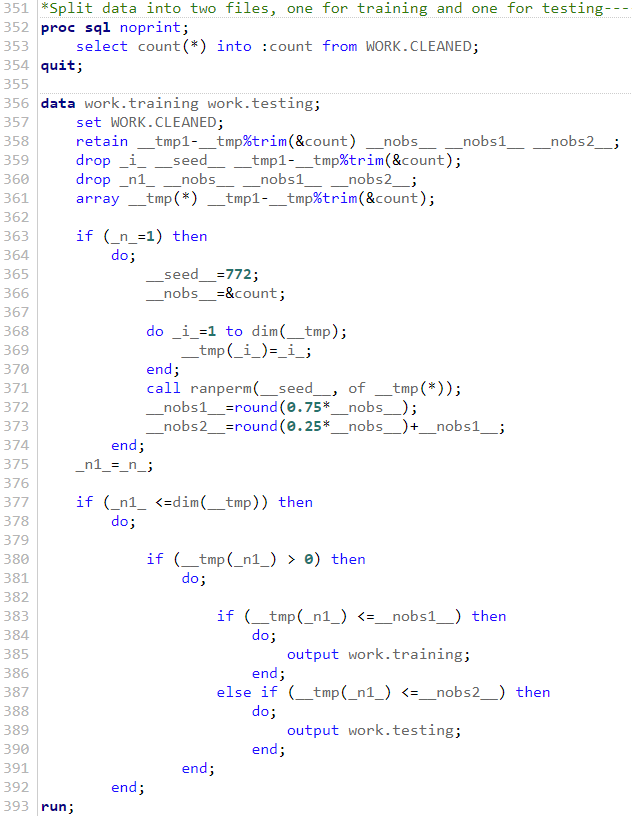 351 *Split data into two files, one for training and one for testing---
352 proc sql noprint;
353     select count(*) into :count from WORK.CLEANED;
354 quit;
355
356 data work.training work.testing;
357     set WORK.CLEANED;
358     retain __tmp1-__tmp%trim(&count) __nobs__ __nobs1__ __nobs2__;
359     drop _i_ __seed__ __tmp1-__tmp%trim(&count);
360     drop _n1_ __nobs__ __nobs1__ __nobs2__;
361     array __tmp(*) __tmp1-__tmp%trim(&count);
362
363     if (_n_=1) then
364         do;
365             __seed__=772;
366             __nobs__=&count;
367
368             do _i_=1 to dim(__tmp);
369                 __tmp(_i_)=_i_;
370             end;
371             call ranperm(__seed__, of __tmp(*));
372             __nobs1__=round(0.75*__nobs__);
373             __nobs2__=round(0.25*__nobs__)+__nobs1__;
374         end;
375     _n1_=_n_;
376
377     if (_n1_ <=dim(__tmp)) then
378         do;
379
380             if (__tmp(_n1_) > 0) then
381                 do;
382
383                     if (__tmp(_n1_) <=__nobs1__) then
384                         do;
385                             output work.training;
386                         end;
387                     else if (__tmp(_n1_) <=__nobs2__) then
388                         do;
389                             output work.testing;
390                         end;
391                 end;
392         end;
393 run;